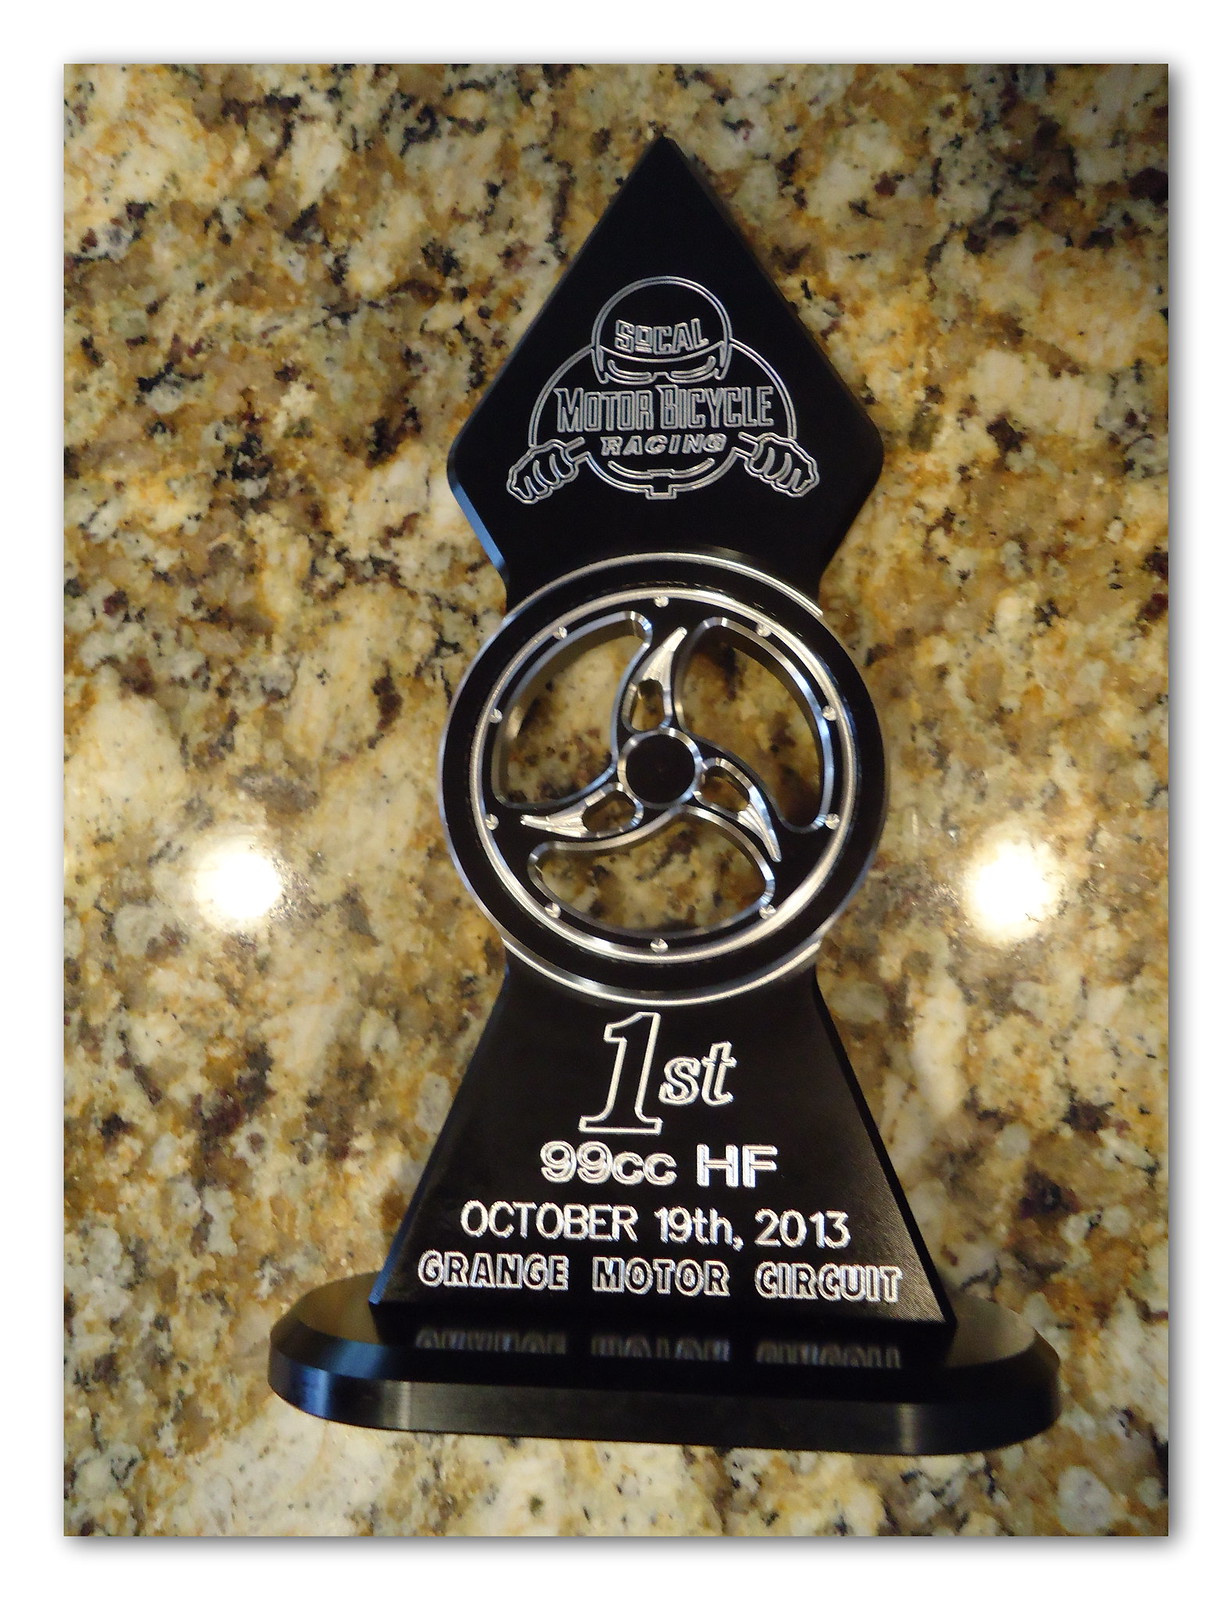 SoCAL
MOTOR BICYCLE
RACING
1st
99cc HF
OCTOBER 19th, 2013
GRANGE MOTOR CIRCUIT